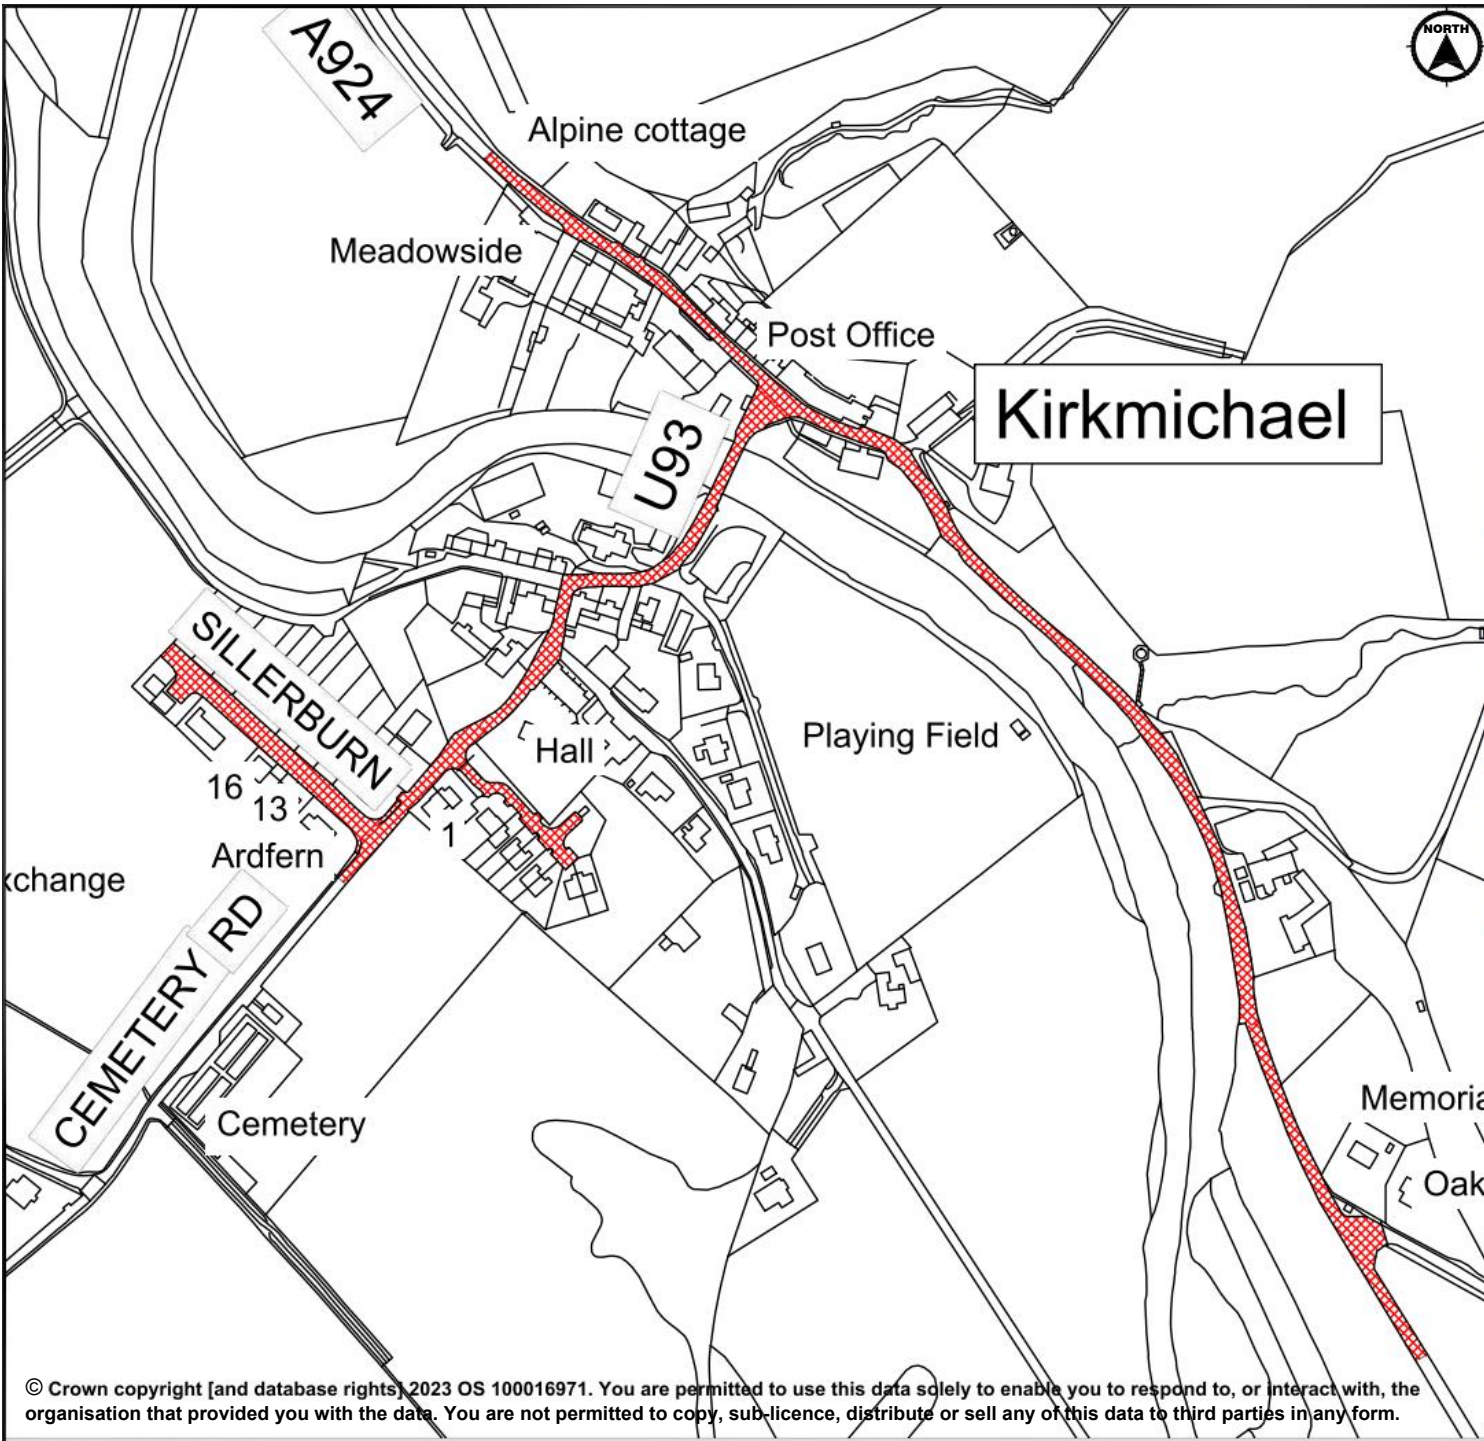 NORTH
A924
Alpine cottage
Meadowside
Post Office
Kirkmichael
U93
SILLERBURN
Playing Field
Hall
16
13
1
Ardfern
xchange
CEMETERY RD
Memoria
Cemetery
Oak
© Crown copyright [and database rights] 2023 OS 100016971. You are permitted to use this data solely to enable you to respond to, or interact with, the
organisation that provided you with the data. You are not permitted to copy, sub-licence, distribute or sell any of this data to third parties in any form.